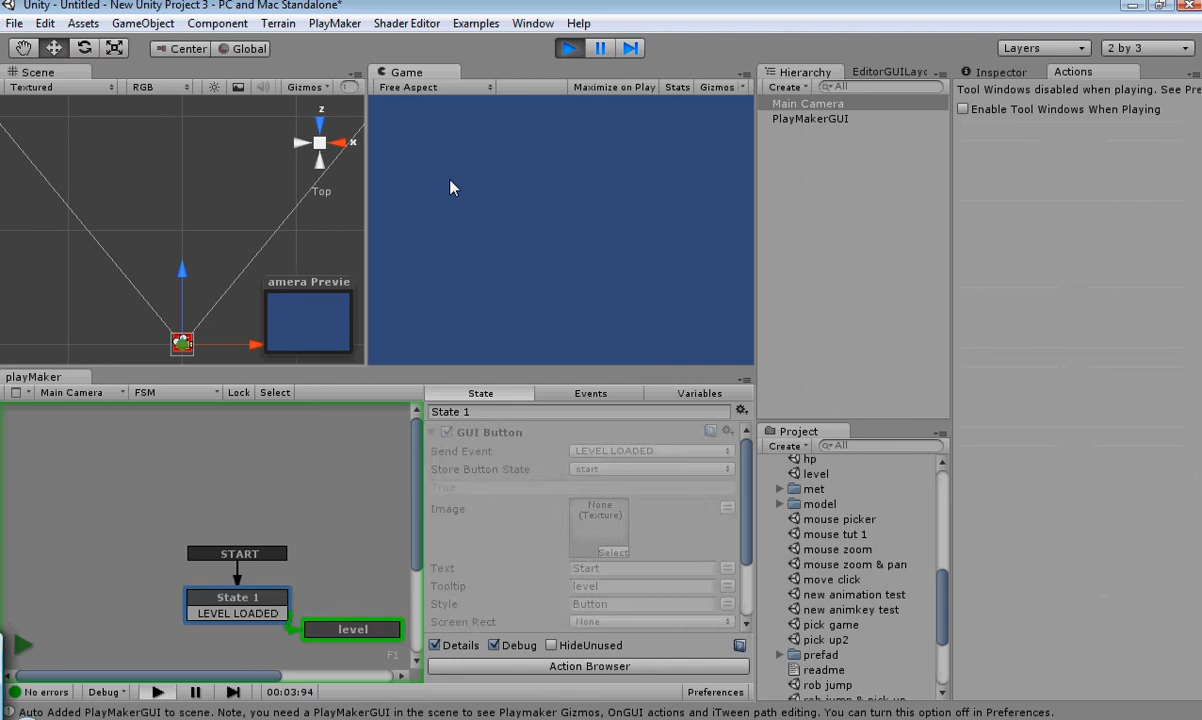 Unity - Untitled - New Unity Project 3 - PC and Mac Standalone*
File Edit Assets GameObject Component Terrain PlayMaker Shader Editor Examples Window Help
Center Global Layers 2 by 3
Scene Game Hierarchy EditorGUILayc Inspector Actions
Textured RGB Gizmos Free Aspect Maximize on Play Stats Gizmos Create All Tool Windows disabled when playing. See Pre
Main Camera Enable Tool Windows When Playing
PlayMakerGUI
z
x
Top
amera Previe
playMaker
Main Camera FSM Lock Select State Events Variables
State 1
GUI Button Project
Send Event LEVEL LOADED Create All
Store Button State start
True
Image None
(Texture)
Select
Text Start
Tooltip level
Style Button
Screen Rect None
START
State 1
LEVEL LOADED
level
F1
hp
level
met
model
mouse picker
mouse tut 1
mouse zoom
mouse zoom & pan
move click
new animation test
new animkey test
pick game
pick up2
prefad
readme
rob jump
rob jump & pick up
Details Debug HideUnused
Action Browser
No errors Debug 00:03:94 Preferences
Auto Added PlayMakerGUI to scene. Note, you need a PlayMakerGUI in the scene to see Playmaker Gizmos, OnGUI actions and iTween path editing. You can turn this option off in Preferences.